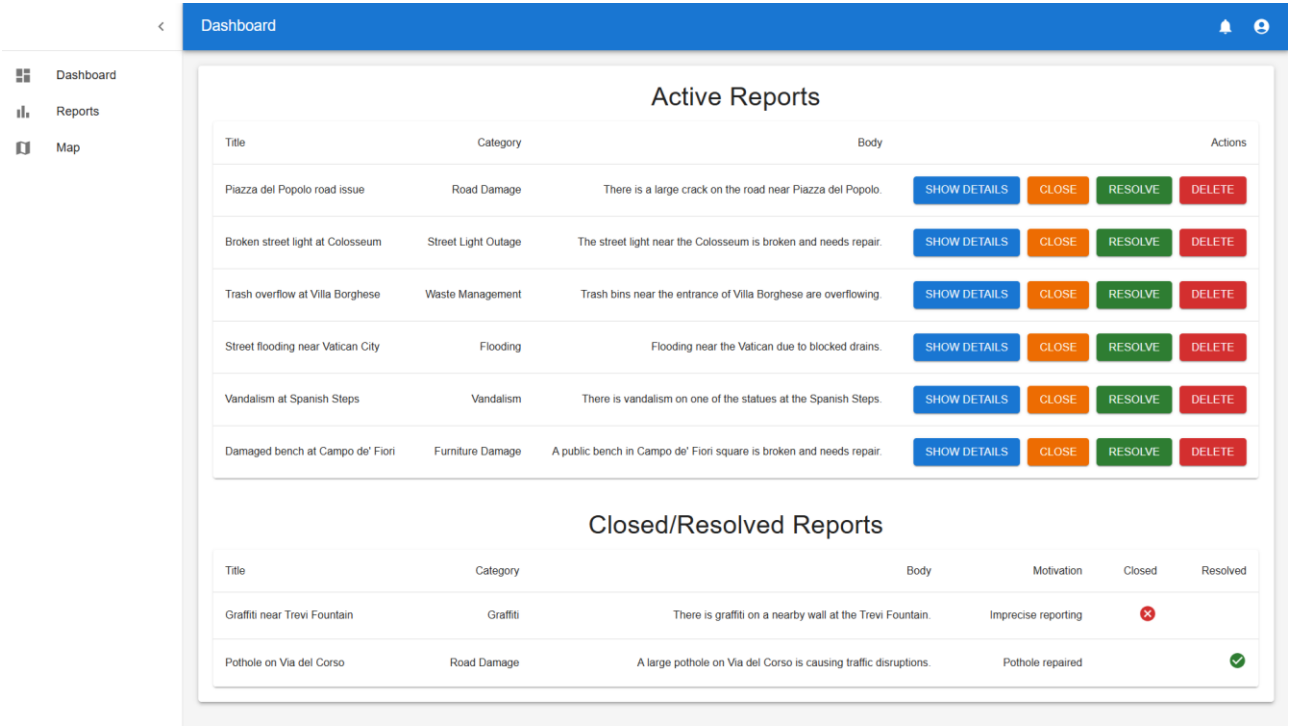 Dashboard
Dashboard
Reports
Map
Active Reports
Title Category Body Actions
Piazza del Popolo road issue Road Damage There is a large crack on the road near Piazza del Popolo. SHOW DETAILS CLOSE RESOLVE DELETE
Broken street light at Colosseum Street Light Outage The street light near the Colosseum is broken and needs repair. SHOW DETAILS CLOSE RESOLVE DELETE
Trash overflow at Villa Borghese Waste Management Trash bins near the entrance of Villa Borghese are overflowing. SHOW DETAILS CLOSE RESOLVE DELETE
Street flooding near Vatican City Flooding Flooding near the Vatican due to blocked drains. SHOW DETAILS CLOSE RESOLVE DELETE
Vandalism at Spanish Steps Vandalism There is vandalism on one of the statues at the Spanish Steps. SHOW DETAILS CLOSE RESOLVE DELETE
Damaged bench at Campo de' Fiori Furniture Damage A public bench in Campo de' Fiori square is broken and needs repair. SHOW DETAILS CLOSE RESOLVE DELETE
Closed/Resolved Reports
Title Category Body Motivation Closed Resolved
Graffiti near Trevi Fountain Graffiti There is graffiti on a nearby wall at the Trevi Fountain. Imprecise reporting
Pothole on Via del Corso Road Damage A large pothole on Via del Corso is causing traffic disruptions. Pothole repaired